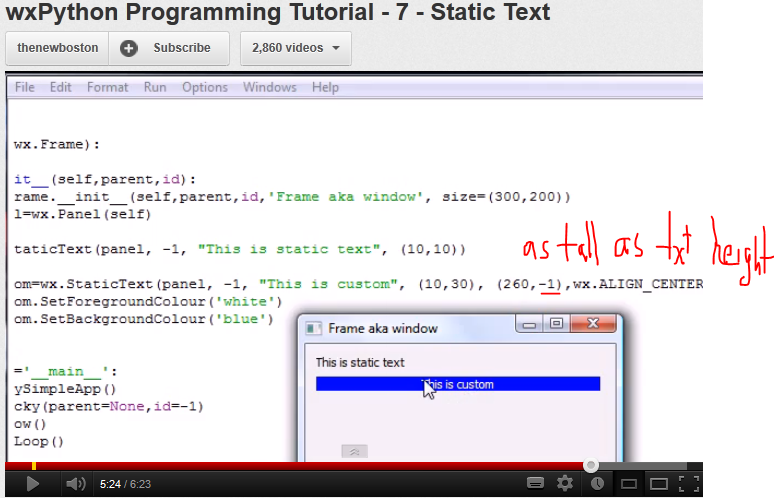 wxPython Programming Tutorial - 7 - Static Text
thenewboston
Subscribe
2,860 videos
File Edit Format Run Options Windows Help
wx.Frame):
it__(self,parent,id):
rame.__init__(self,parent,id,'Frame aka window', size=(300,200))
l=wx.Panel(self)
taticText(panel, -1, "This is static text", (10,10))
as tall as txt height
om=wx.StaticText(panel, -1, "This is custom", (10,30), (260,-1),wx.ALIGN_CENTER
om.SetForegroundColour('white')
om.SetBackgroundColour('blue')
Frame aka window
This is static text
This is custom
='__main__':
ySimpleApp()
cky(parent=None,id=-1)
ow()
Loop()
5:24 / 6:23